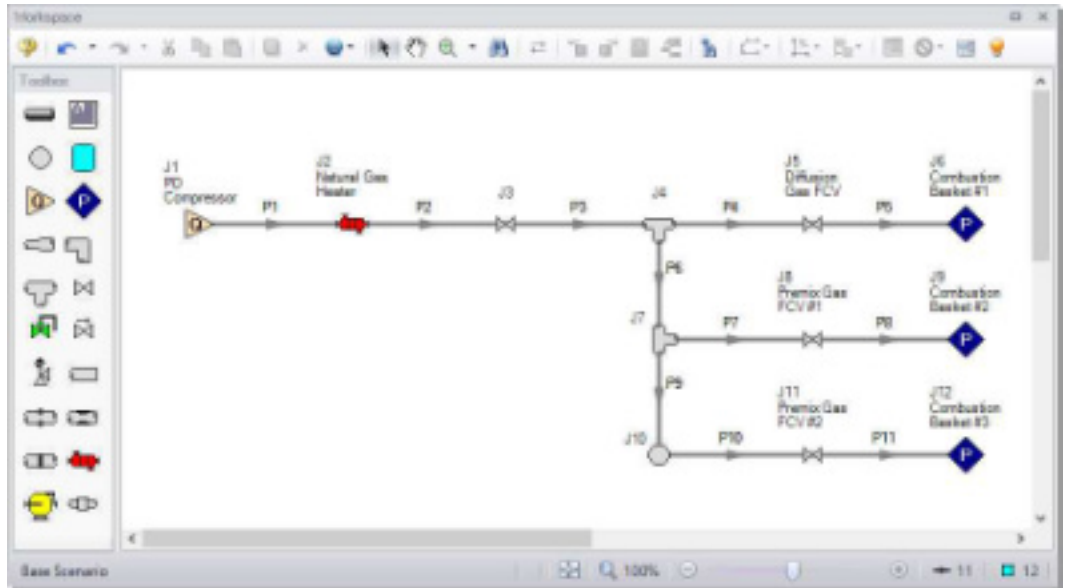 Workspace
Toolbox
J1
PD
Compressor
P1
J2
Natural Gas
Heater
P2
J3
P3
J4
P4
J5
Diffusion
Gas FCV
P5
J6
Combustion
Basket #1
P6
J7
P7
J8
Premix Gas
FCV #1
P8
J9
Combustion
Basket #2
P9
J10
P10
J11
Premix Gas
FCV #2
P11
J12
Combustion
Basket #3
Base Scenario
100%
11
12